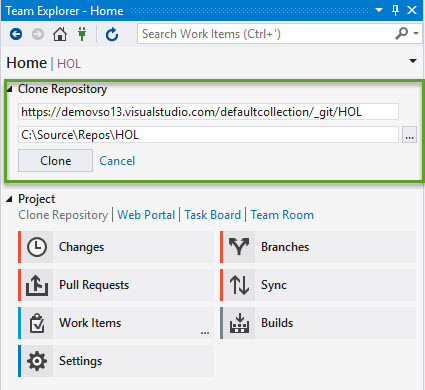 Team Explorer - Home
Search Work Items (Ctrl+')
Home | HOL
Clone Repository
https://demovso13.visualstudio.com/defaultcollection/_git/HOL
C:\Source\Repos\HOL
...
Clone Cancel
Project
Clone Repository | Web Portal | Task Board | Team Room
Changes Branches
Pull Requests Sync
Work Items ... Builds
Settings